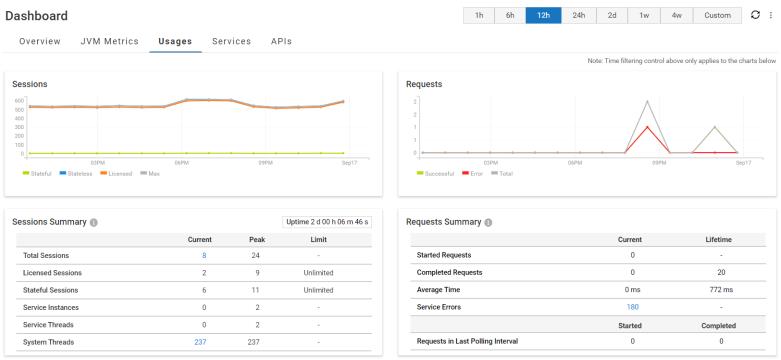 Dashboard
1h 6h 12h 24h 2d 1w 4w Custom
Overview JVM Metrics Usages Services APIs
Note: Time filtering control above only applies to the charts below
Sessions
600
500
400
300
200
100
0
03PM 06PM 09PM Sep17
Stateful Stateless Licensed Max
Requests
2
2
1
1
0
03PM 06PM 09PM Sep17
Successful Error Total
Sessions Summary
Uptime 2 d 00 h 06 m 46 s
Current Peak Limit
Total Sessions 8 24 -
Licensed Sessions 2 9 Unlimited
Stateful Sessions 6 11 Unlimited
Service Instances 0 2 -
Service Threads 0 2 -
System Threads 237 237 -
Requests Summary
Current Lifetime
Started Requests 0 -
Completed Requests 0 20
Average Time 0 ms 772 ms
Service Errors 180 -
Started Completed
Requests in Last Polling Interval 0 0